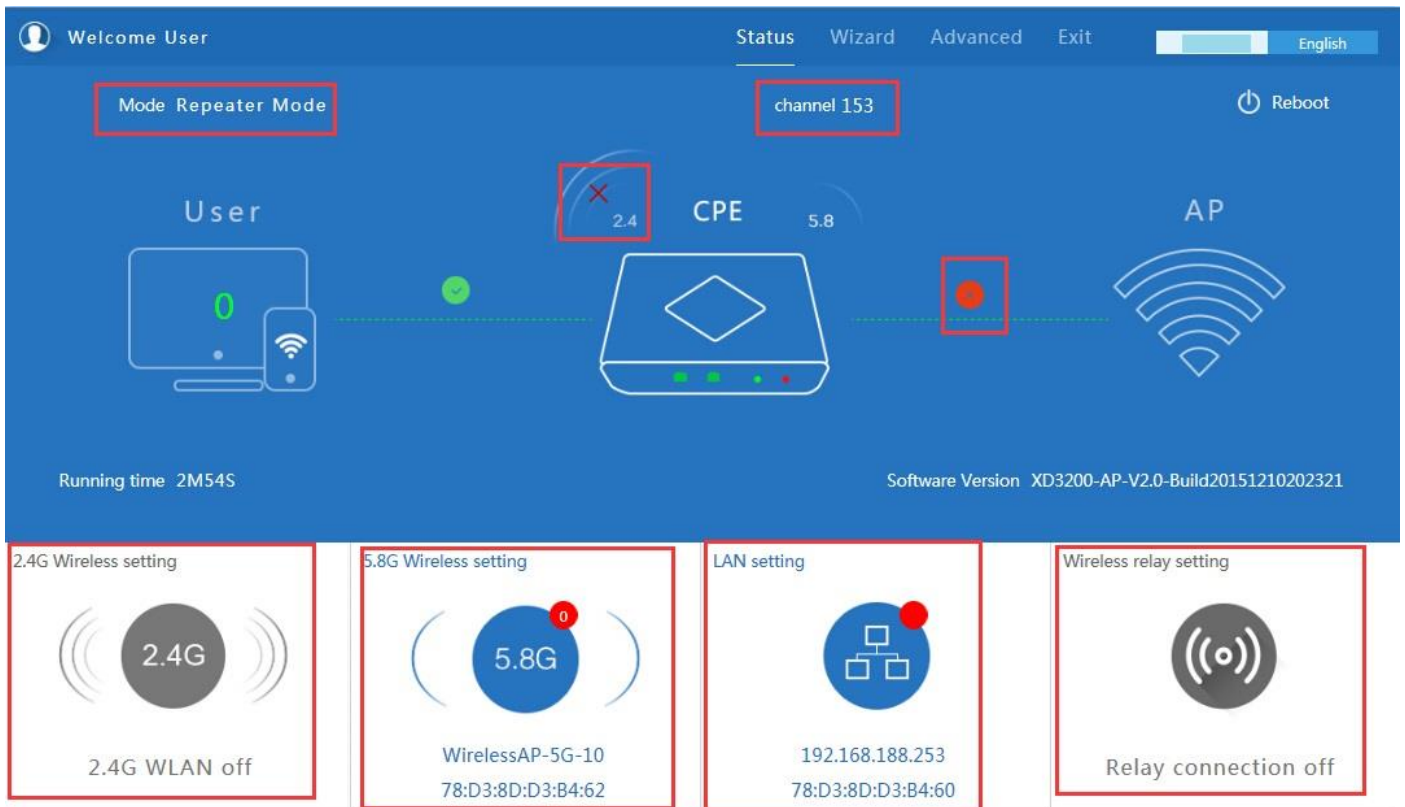 Welcome User
Status Wizard Advanced Exit English
Mode Repeater Mode
channel 153
Reboot
User
2.4
CPE
5.8
AP
0
Running time 2M54S
Software Version XD3200-AP-V2.0-Build20151210202321
2.4G Wireless setting
5.8G Wireless setting
LAN setting
Wireless relay setting
2.4G
0
5.8G
2.4G WLAN off
WirelessAP-5G-10
78:D3:8D:D3:B4:62
192.168.188.253
78:D3:8D:D3:B4:60
Relay connection off